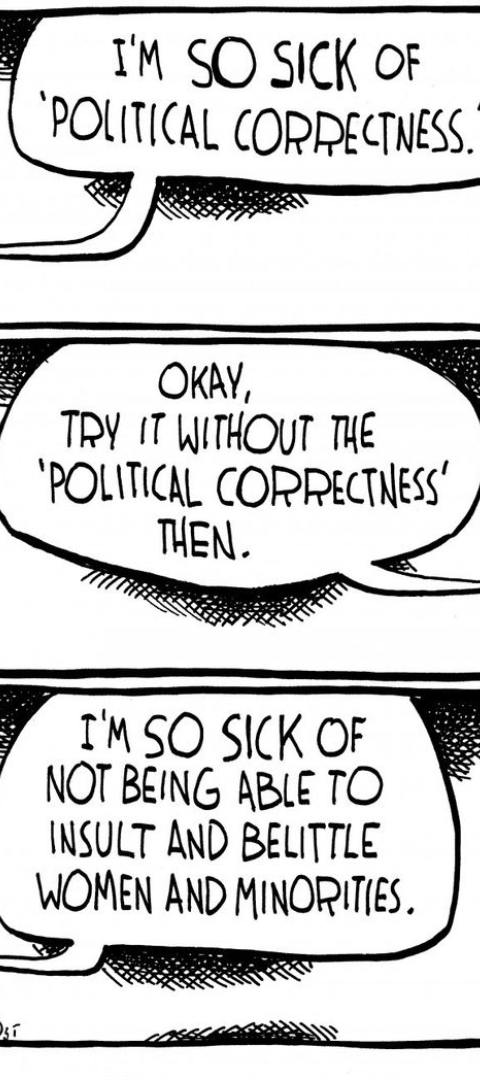 I'M SO SICK OF
'POLITICAL CORRECTNESS.'
OKAY,
TRY IT WITHOUT THE
'POLITICAL CORRECTNESS'
THEN.
I'M SO SICK OF
NOT BEING ABLE TO
INSULT AND BELITTLE
WOMEN AND MINORITIES.